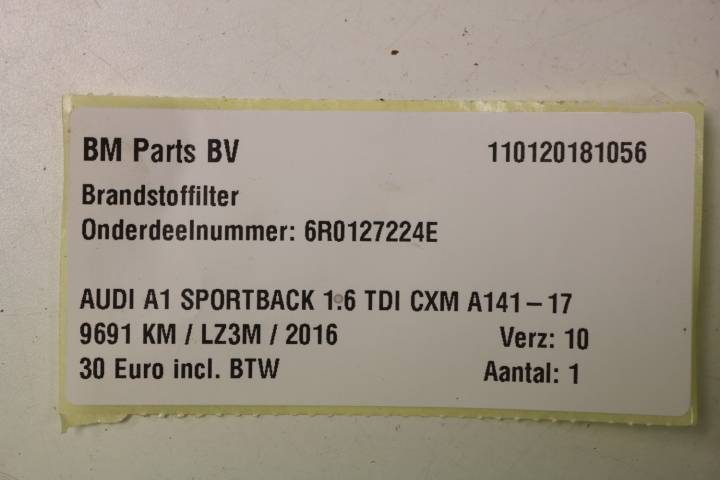 BM Parts BV 110120181056
Brandstoffilter
Onderdeelnummer: 6R0127224E
AUDI A1 SPORTBACK 1.6 TDI CXM A141-17
9691 KM / LZ3M / 2016 Verz: 10
30 Euro incl. BTW Aantal: 1